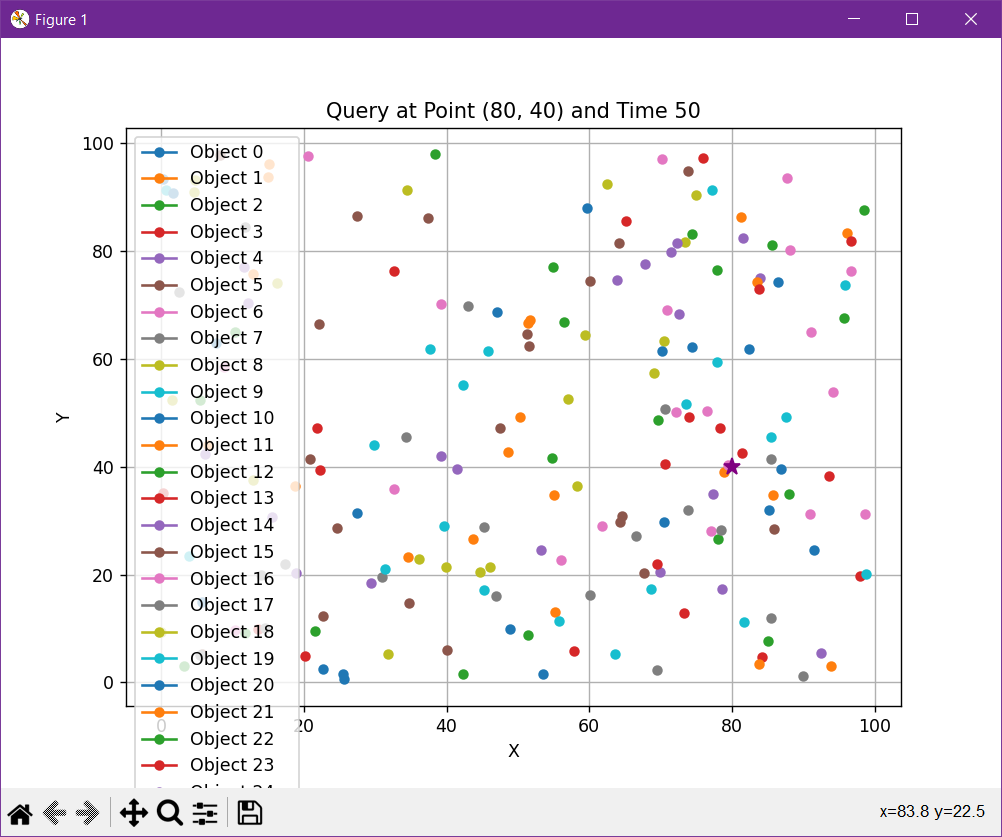 Figure 1
Query at Point (80, 40) and Time 50
100
80
60
40
20
0
Y
0
20
40
60
80
100
X
Object 0
Object 1
Object 2
Object 3
Object 4
Object 5
Object 6
Object 7
Object 8
Object 9
Object 10
Object 11
Object 12
Object 13
Object 14
Object 15
Object 16
Object 17
Object 18
Object 19
Object 20
Object 21
Object 22
Object 23
Object 24
x=83.8 y=22.5